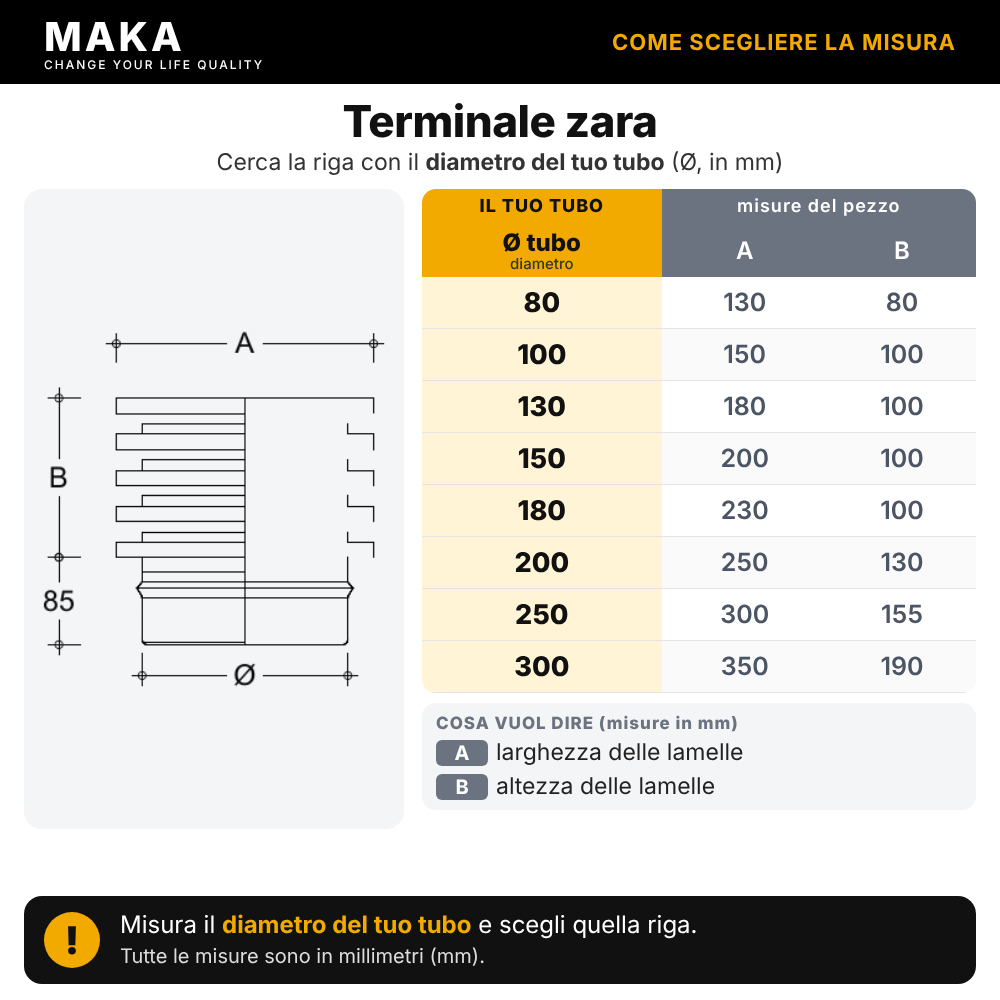 MAKA
CHANGE YOUR LIFE QUALITY
COME SCEGLIERE LA MISURA
Terminale zara
Cerca la riga con il diametro del tuo tubo (Ø, in mm)
A
B
85
Ø
IL TUO TUBO misure del pezzo
Ø tubo A B
diametro
80 130 80
100 150 100
130 180 100
150 200 100
180 230 100
200 250 130
250 300 155
300 350 190
COSA VUOL DIRE (misure in mm)
A larghezza delle lamelle
B altezza delle lamelle
! Misura il diametro del tuo tubo e scegli quella riga.
Tutte le misure sono in millimetri (mm).